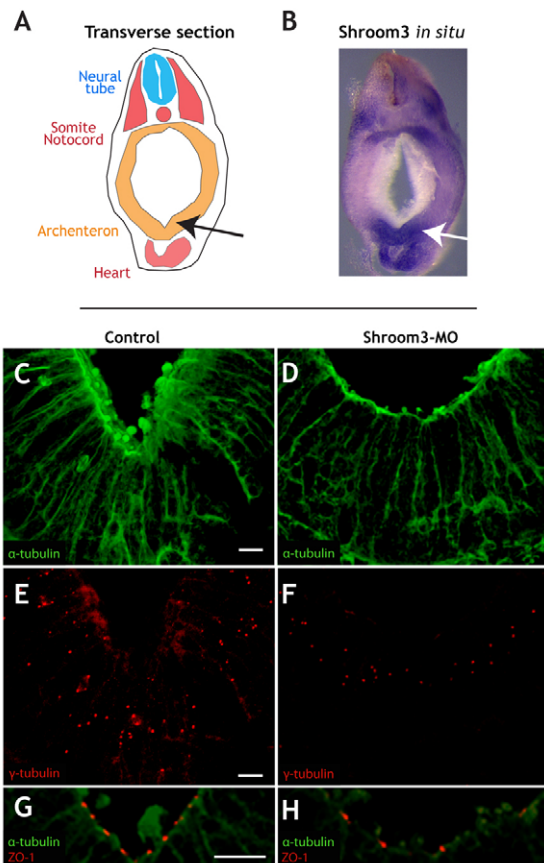 A
Transverse section
Neural
tube
Somite
Notocord
Archenteron
Heart
B
Shroom3 in situ
Control
Shroom3-MO
C
α-tubulin
D
α-tubulin
E
γ-tubulin
F
γ-tubulin
G
α-tubulin
ZO-1
H
α-tubulin
ZO-1